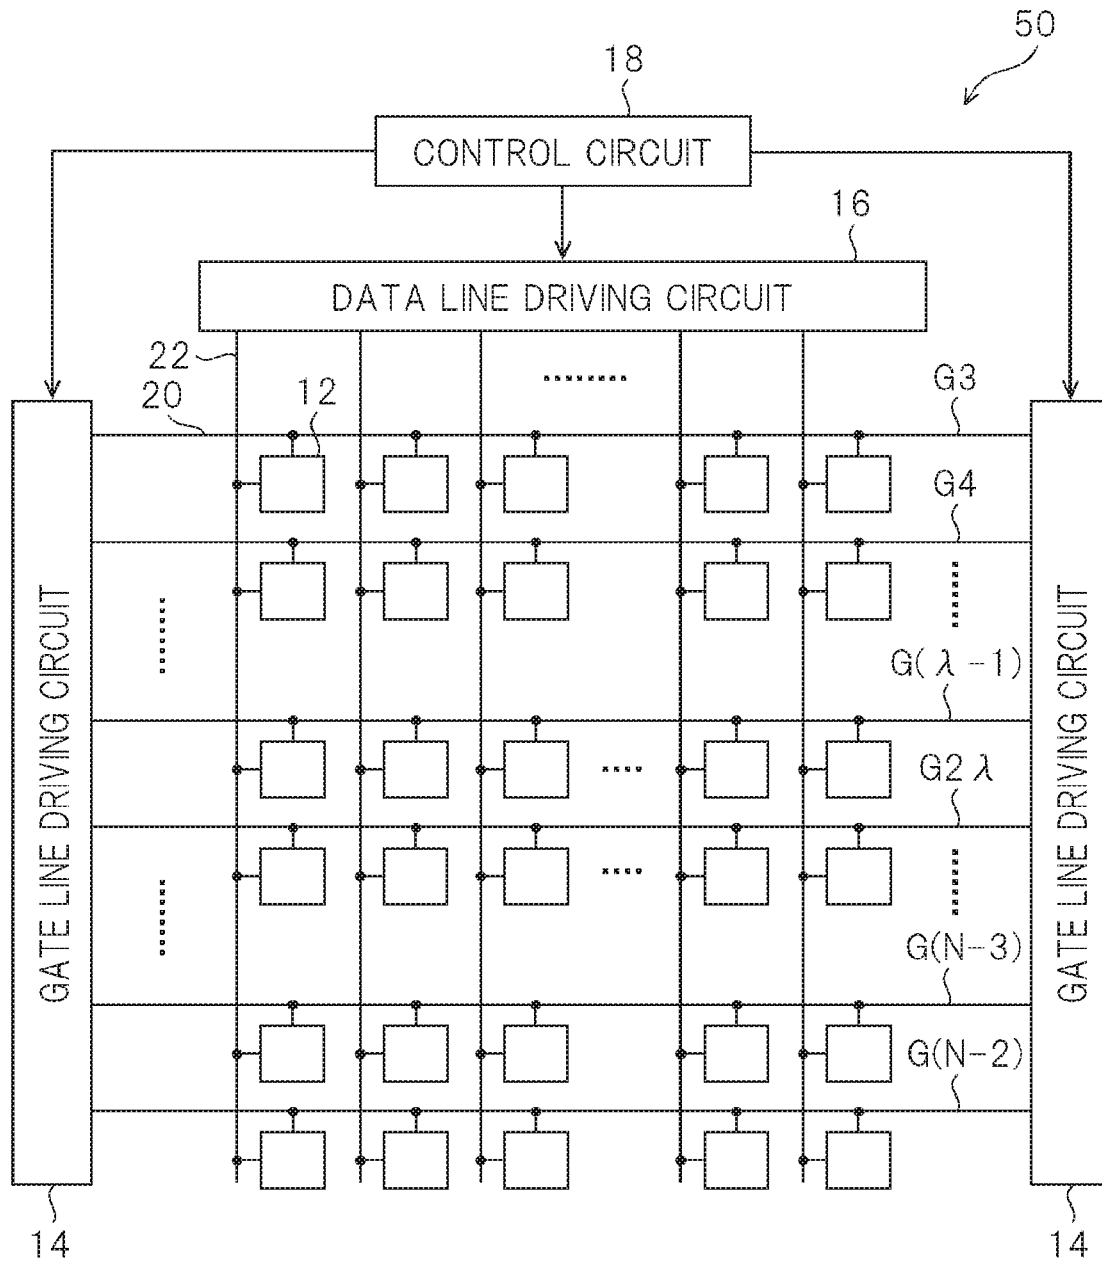 50
18
CONTROL CIRCUIT
16
DATA LINE DRIVING CIRCUIT
22
20
12
G3
G4
GATE LINE DRIVING CIRCUIT
GATE LINE DRIVING CIRCUIT
G(λ-1)
G2λ
G(N-3)
G(N-2)
14
14